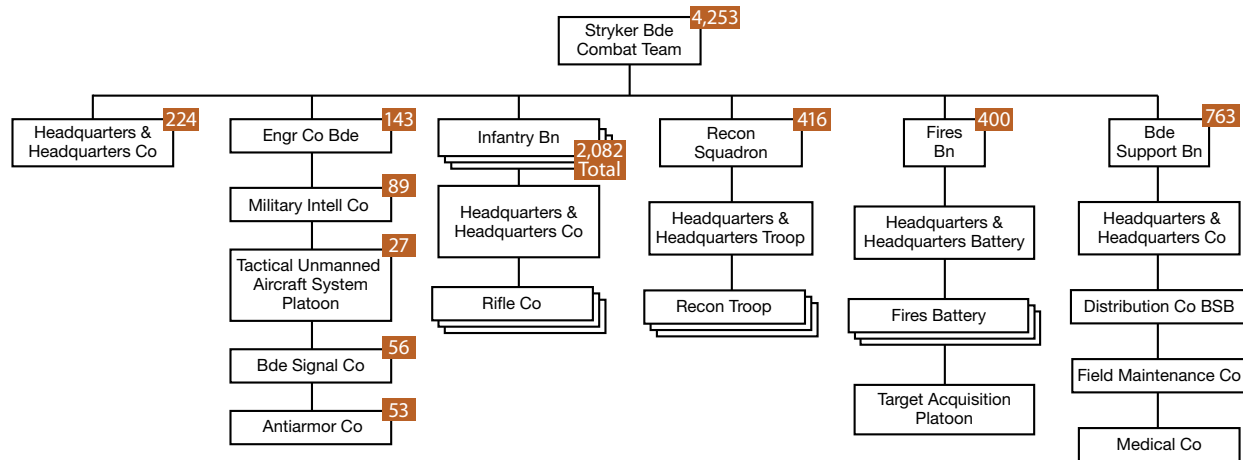 4,253
Stryker Bde
Combat Team
224
Headquarters &
Headquarters Co
143
Engr Co Bde
89
Military Intell Co
27
Tactical Unmanned
Aircraft System
Platoon
56
Bde Signal Co
53
Antiarmor Co
Infantry Bn
2,082
Total
Headquarters &
Headquarters Co
Rifle Co
416
Recon
Squadron
Headquarters &
Headquarters Troop
Recon Troop
400
Fires
Bn
Headquarters &
Headquarters Battery
Fires Battery
Target Acquisition
Platoon
763
Bde
Support Bn
Headquarters &
Headquarters Co
Distribution Co BSB
Field Maintenance Co
Medical Co